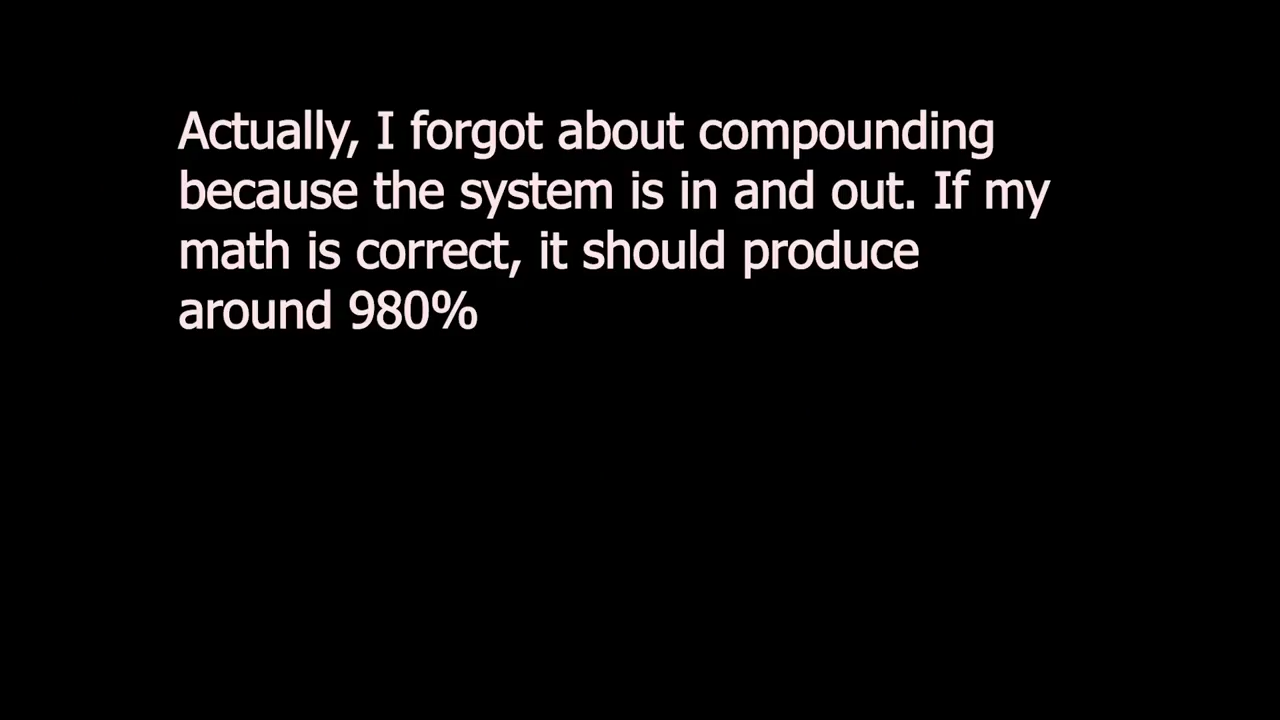 Actually, I forgot about compounding
because the system is in and out. If my
math is correct, it should produce
around 980%